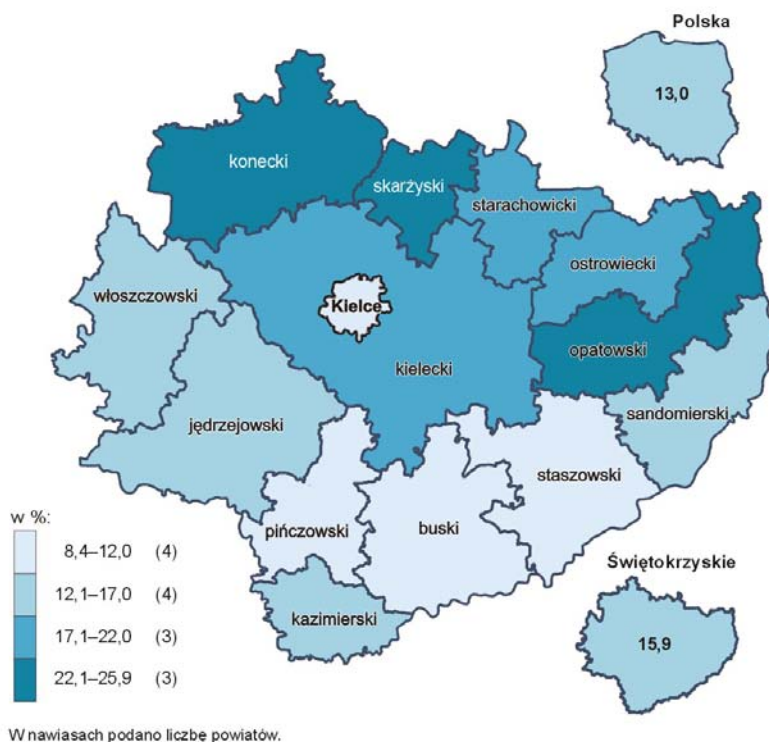 Polska
13,0
konecki
skarżyski
starachowicki
ostrowiecki
włoszczowski
Kielce
opatowski
kielecki
sandomierski
jędrzejowski
staszowski
w %:
8,4–12,0 (4)
12,1–17,0 (4)
17,1–22,0 (3)
22,1–25,9 (3)
pińczowski
buski
kazimierski
Świętokrzyskie
15,9
W nawiasach podano liczbę powiatów.